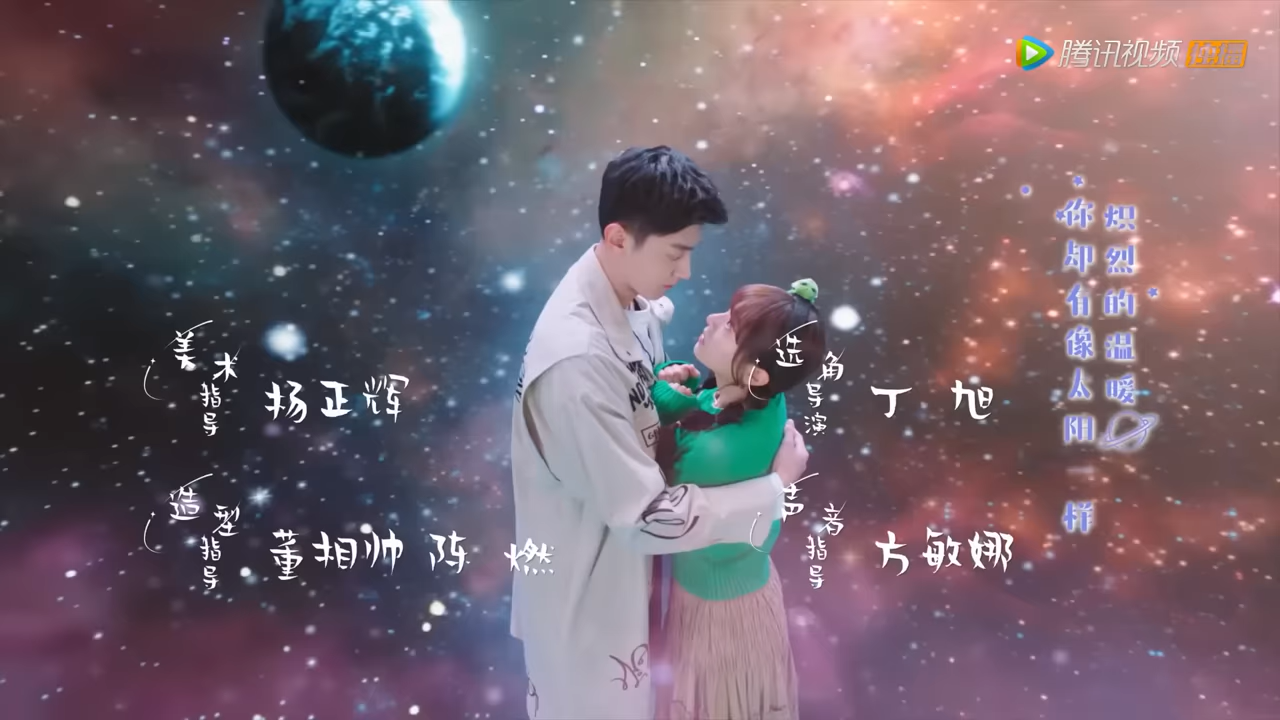 腾讯视频
美术指导
杨正辉
选角导演
丁旭
造型指导
董相帅 陈燃
声音指导
方敏娜
炽烈的温暖
你却有像太阳一样